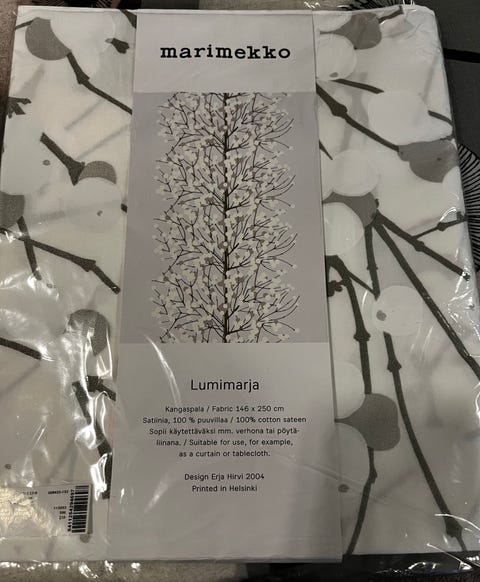 marimekko
Lumimarja
Kangaspala / Fabric 146 x 250 cm
Satiinia, 100 % puuvillaa / 100% cotton sateen
Sopii käytettäväksi mm. verhona tai pöytä-
liinana. / Suitable for use, for example,
as a curtain or tablecloth.
Design Erja Hirvi 2004
Printed in Helsinki